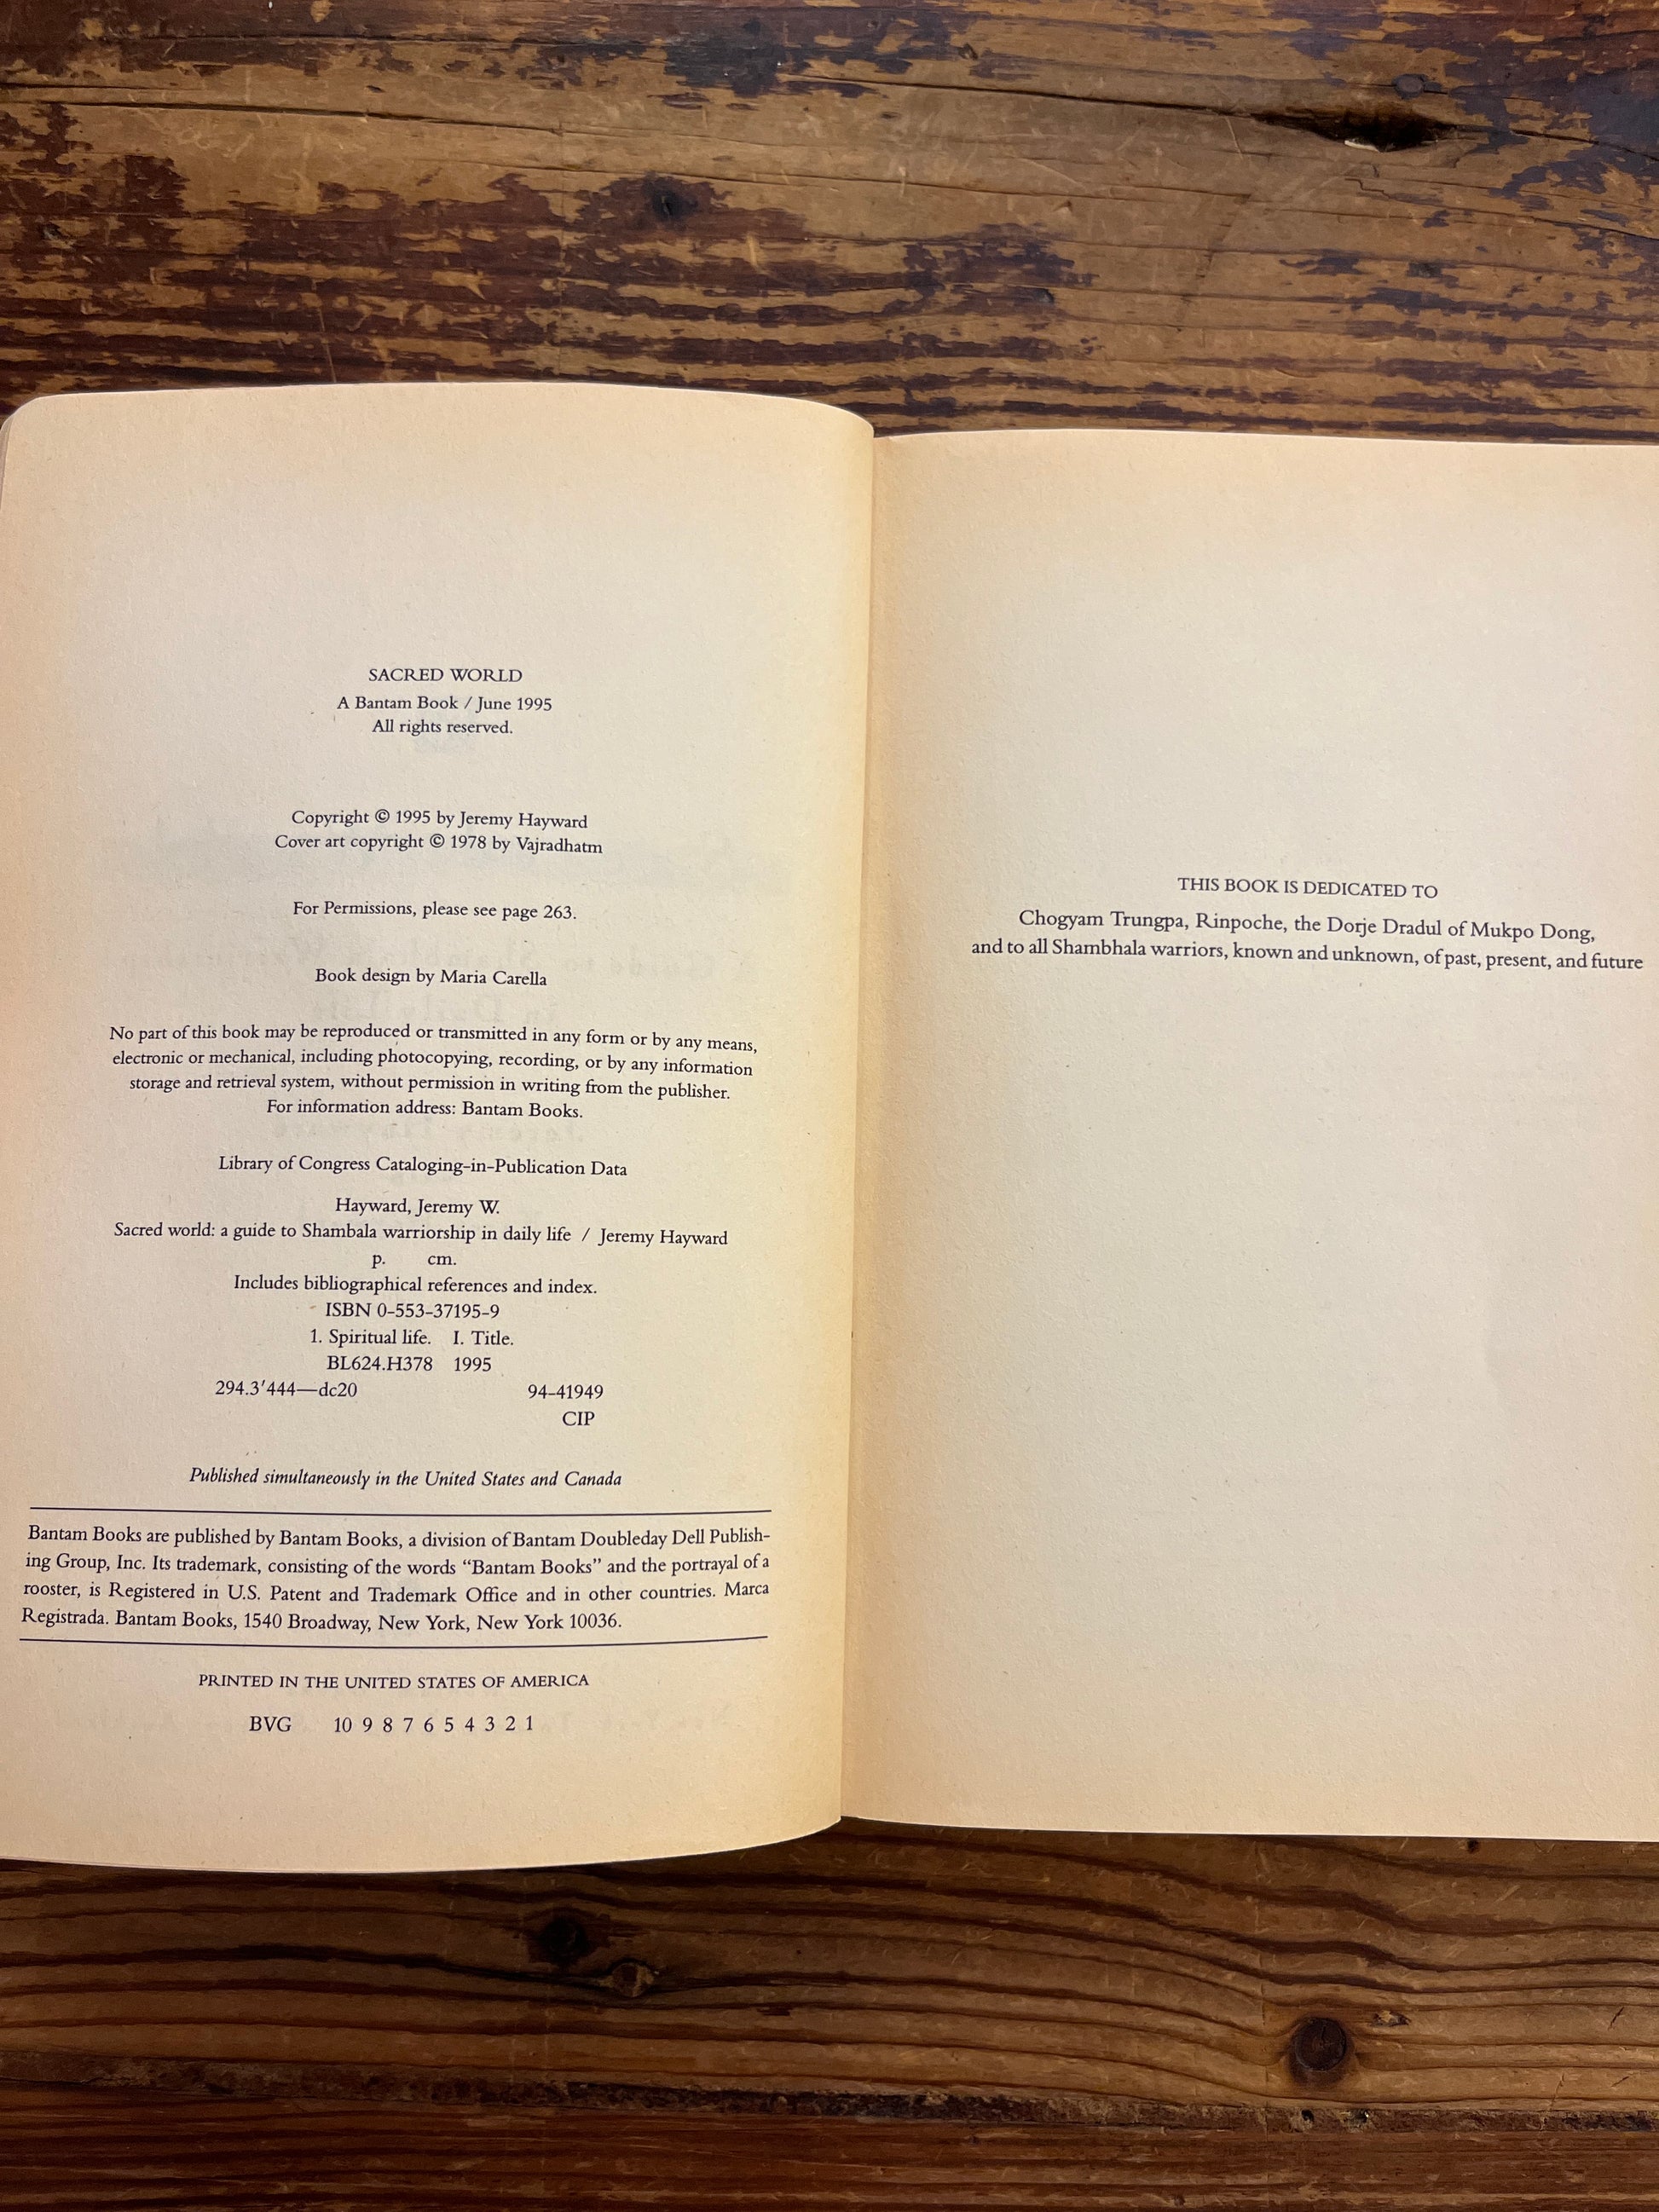 SACRED WORLD
A Bantam Book / June 1995
All rights reserved.
Copyright © 1995 by Jeremy Hayward
Cover art copyright © 1978 by Vajradhatm
For Permissions, please see page 263.
Book design by Maria Carella
No part of this book may be reproduced or transmitted in any form or by any means,
electronic or mechanical, including photocopying, recording, or by any information
storage and retrieval system, without permission in writing from the publisher.
For information address: Bantam Books.
Library of Congress Cataloging-in-Publication Data
Hayward, Jeremy W.
Sacred world: a guide to Shambala warriorship in daily life / Jeremy Hayward
p. cm.
Includes bibliographical references and index.
ISBN 0-553-37195-9
1. Spiritual life. I. Title.
BL624.H378 1995
294.3′444—dc20 94-41949
CIP
Published simultaneously in the United States and Canada
Bantam Books are published by Bantam Books, a division of Bantam Doubleday Dell Publish-
ing Group, Inc. Its trademark, consisting of the words “Bantam Books” and the portrayal of a
rooster, is Registered in U.S. Patent and Trademark Office and in other countries. Marca
Registrada. Bantam Books, 1540 Broadway, New York, New York 10036.
PRINTED IN THE UNITED STATES OF AMERICA
BVG 10 9 8 7 6 5 4 3 2 1
THIS BOOK IS DEDICATED TO
Chogyam Trungpa, Rinpoche, the Dorje Dradul of Mukpo Dong,
and to all Shambhala warriors, known and unknown, of past, present, and future